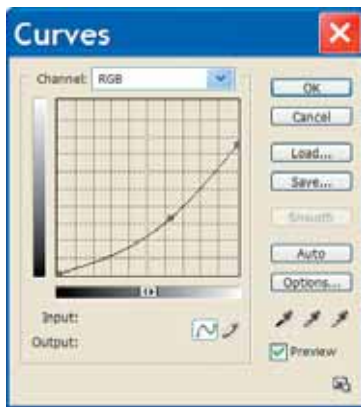 Curves
Channel: RGB
OK
Cancel
Load...
Save...
Smooth
Auto
Options...
Input:
Output:
Preview